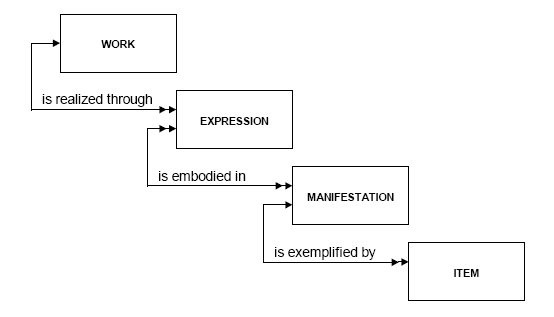 WORK
is realized through
EXPRESSION
is embodied in
MANIFESTATION
is exemplified by
ITEM